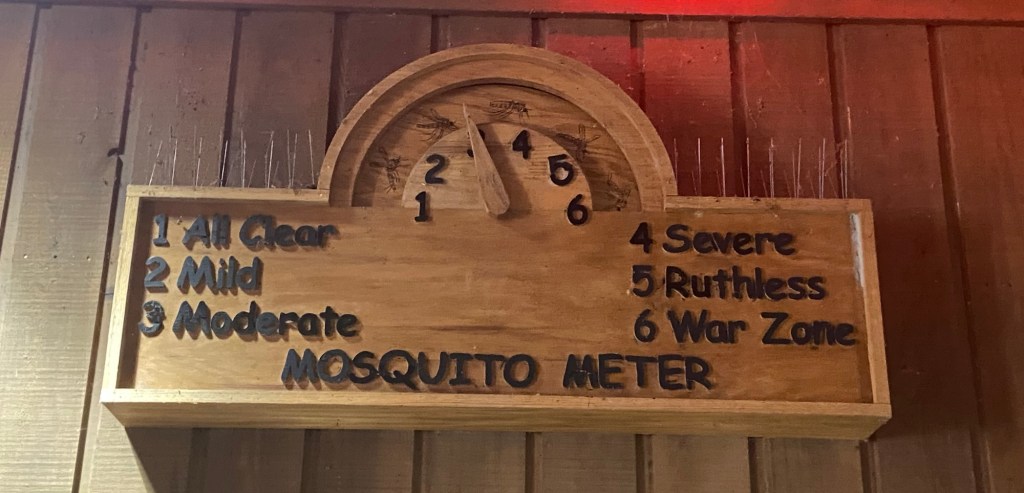 1 2 3 4 5 6
1 All Clear
2 Mild
3 Moderate
4 Severe
5 Ruthless
6 War Zone
MOSQUITO METER